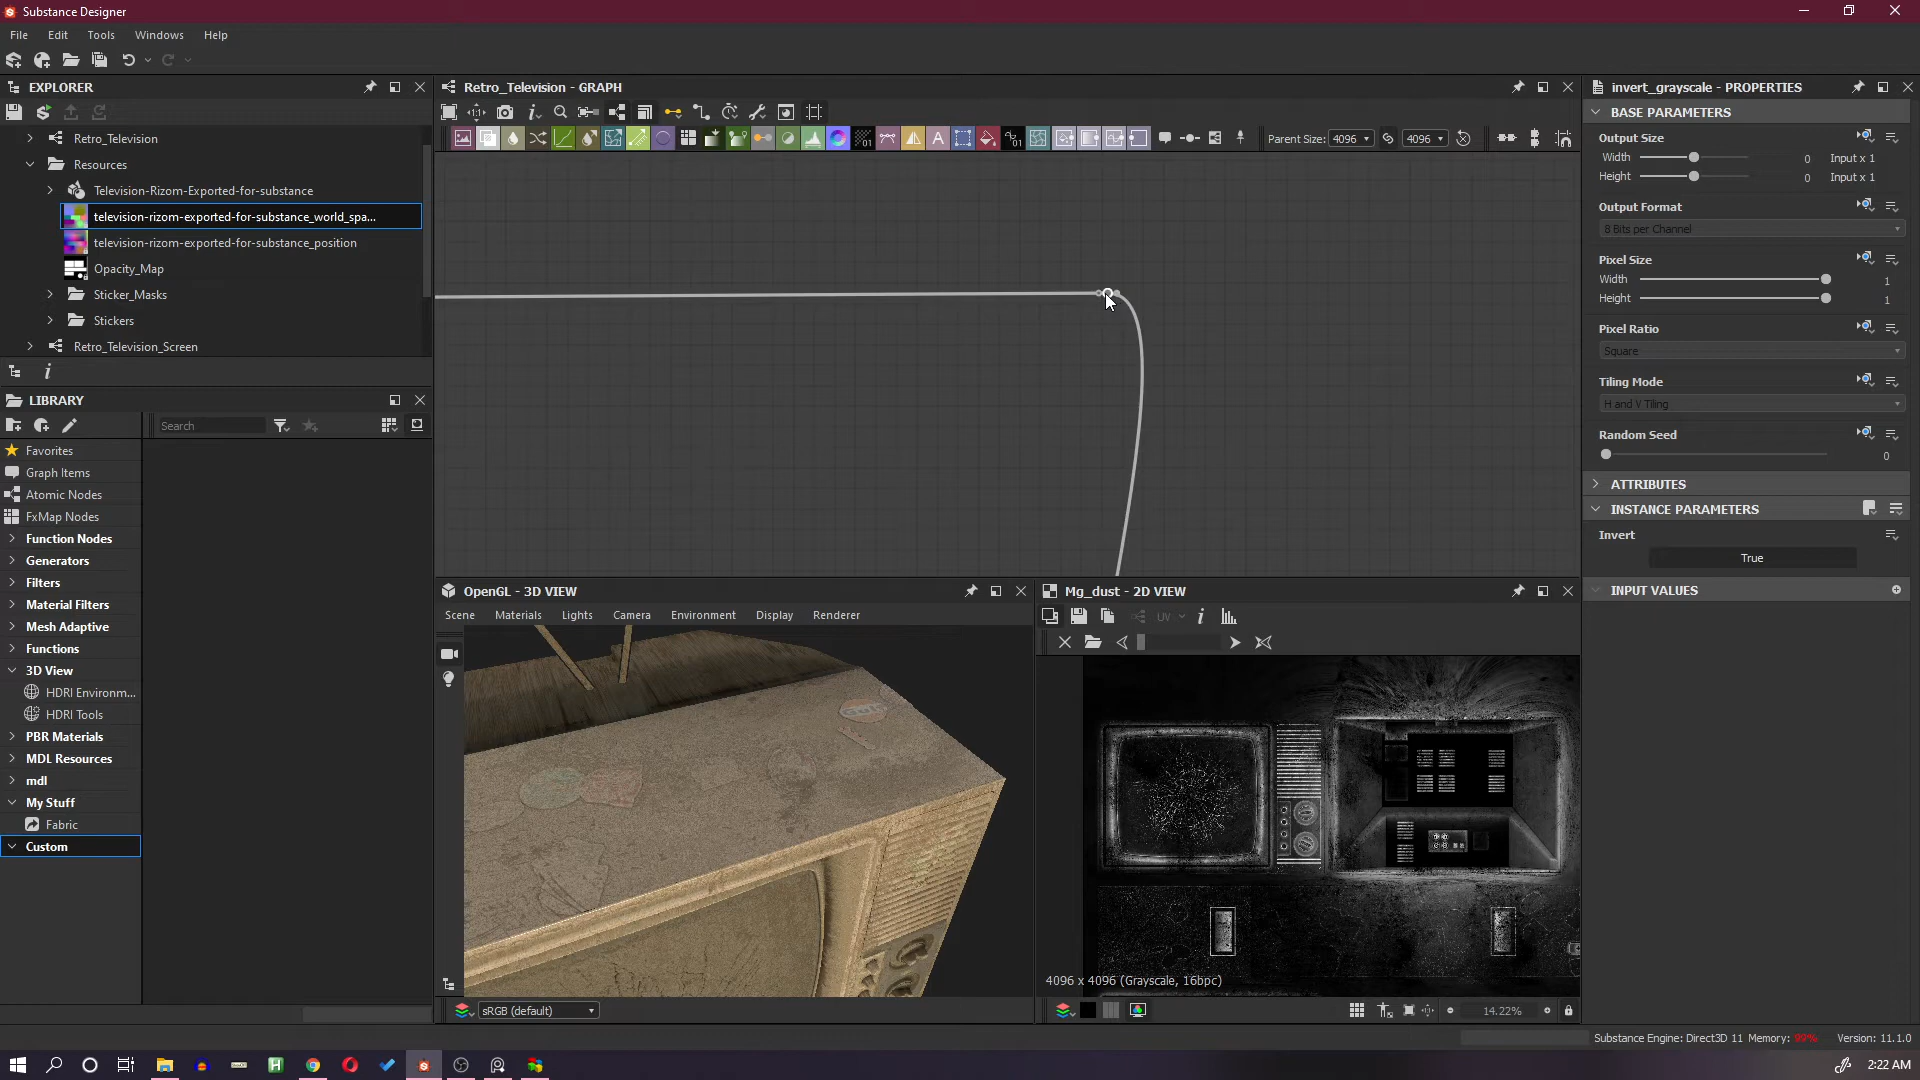 Substance Designer
File Edit Tools Windows Help
EXPLORER
Retro_Television
Resources
Television-Rizom-Exported-for-substance
television-rizom-exported-for-substance_world_spa...
television-rizom-exported-for-substance_position
Opacity_Map
Sticker_Masks
Stickers
Retro_Television_Screen
LIBRARY
Search
Favorites
Graph Items
Atomic Nodes
FxMap Nodes
Function Nodes
Generators
Filters
Material Filters
Mesh Adaptive
Functions
3D View
HDRI Environm...
HDRI Tools
PBR Materials
MDL Resources
mdl
My Stuff
Fabric
Custom
Retro_Television - GRAPH
Parent Size: 4096 4096
OpenGL - 3D VIEW
Scene Materials Lights Camera Environment Display Renderer
sRGB (default)
Mg_dust - 2D VIEW
UV
4096 x 4096 (Grayscale, 16bpc)
14.22%
invert_grayscale - PROPERTIES
BASE PARAMETERS
Output Size
Width 0 Input x 1
Height 0 Input x 1
Output Format
8 Bits per Channel
Pixel Size
Width 1
Height 1
Pixel Ratio
Square
Tiling Mode
H and V Tiling
Random Seed
0
ATTRIBUTES
INSTANCE PARAMETERS
Invert
True
INPUT VALUES
Substance Engine: Direct3D 11 Memory: 99% Version: 11.1.0
2:22 AM